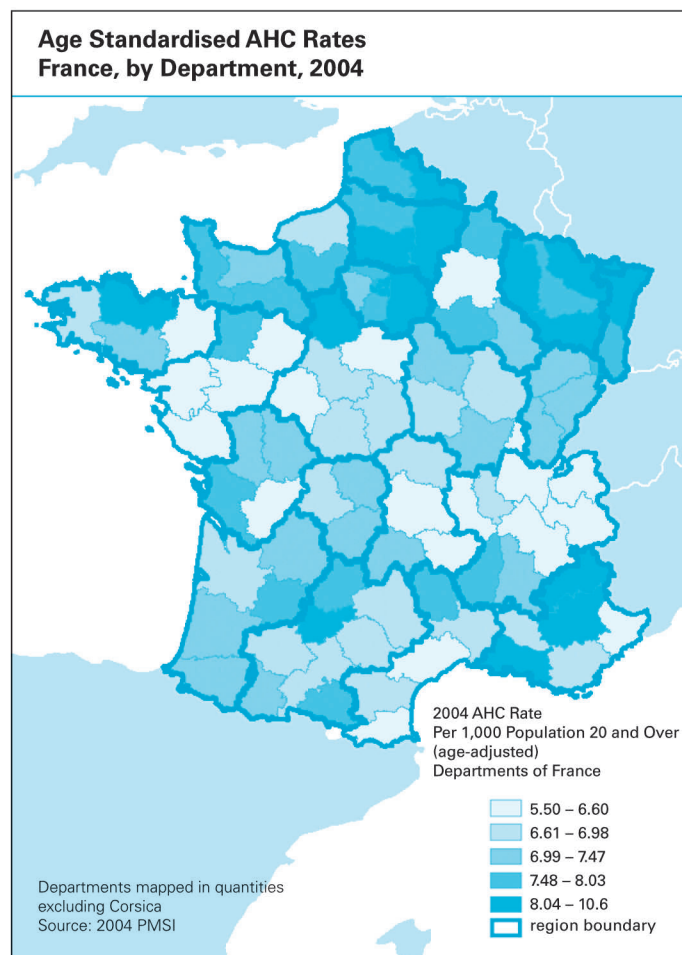 Age Standardised AHC Rates
France, by Department, 2004
2004 AHC Rate
Per 1,000 Population 20 and Over
(age-adjusted)
Departments of France
5.50 – 6.60
6.61 – 6.98
6.99 – 7.47
7.48 – 8.03
8.04 – 10.6
region boundary
Departments mapped in quantities
excluding Corsica
Source: 2004 PMSI